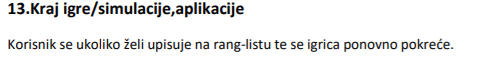 13.Kraj igre/simulacije,aplikacije
Korisnik se ukoliko želi upisuje na rang-listu te se igrica ponovno pokreće.